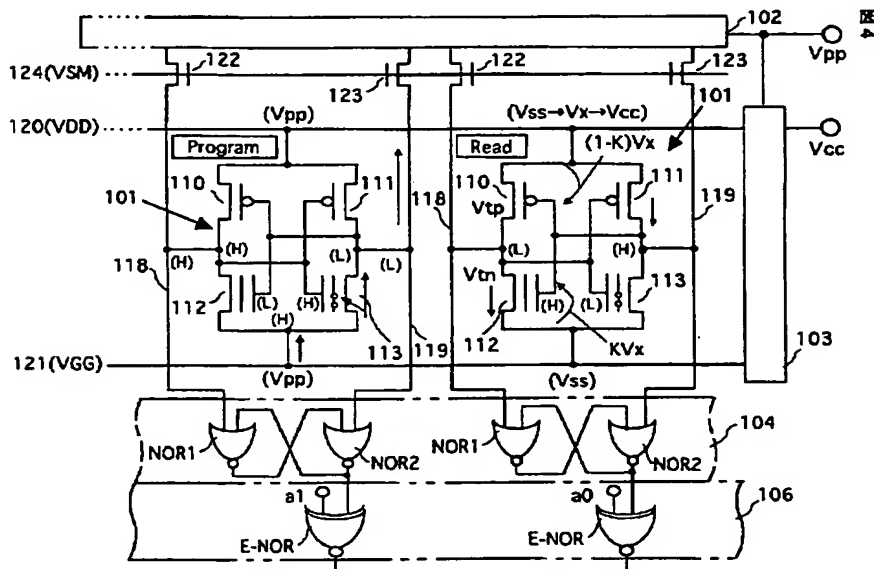 102
図4
Vpp
122
122
123
123
124(VSM)
120(VDD)
(Vpp)
(Vss→Vx→Vcc)
101
Vcc
Program
Read
(1-K)Vx
110
111
110
111
101
118
Vtp
119
(H)
(H)
(L)
(L)
(L)
(H)
118
112
(L)
(H)
(H)
113
119
Vtn
112
(H)
(L)
113
KVx
103
121(VGG)
(Vpp)
(Vss)
NOR1
NOR2
NOR1
NOR2
104
a1
a0
E-NOR
E-NOR
106